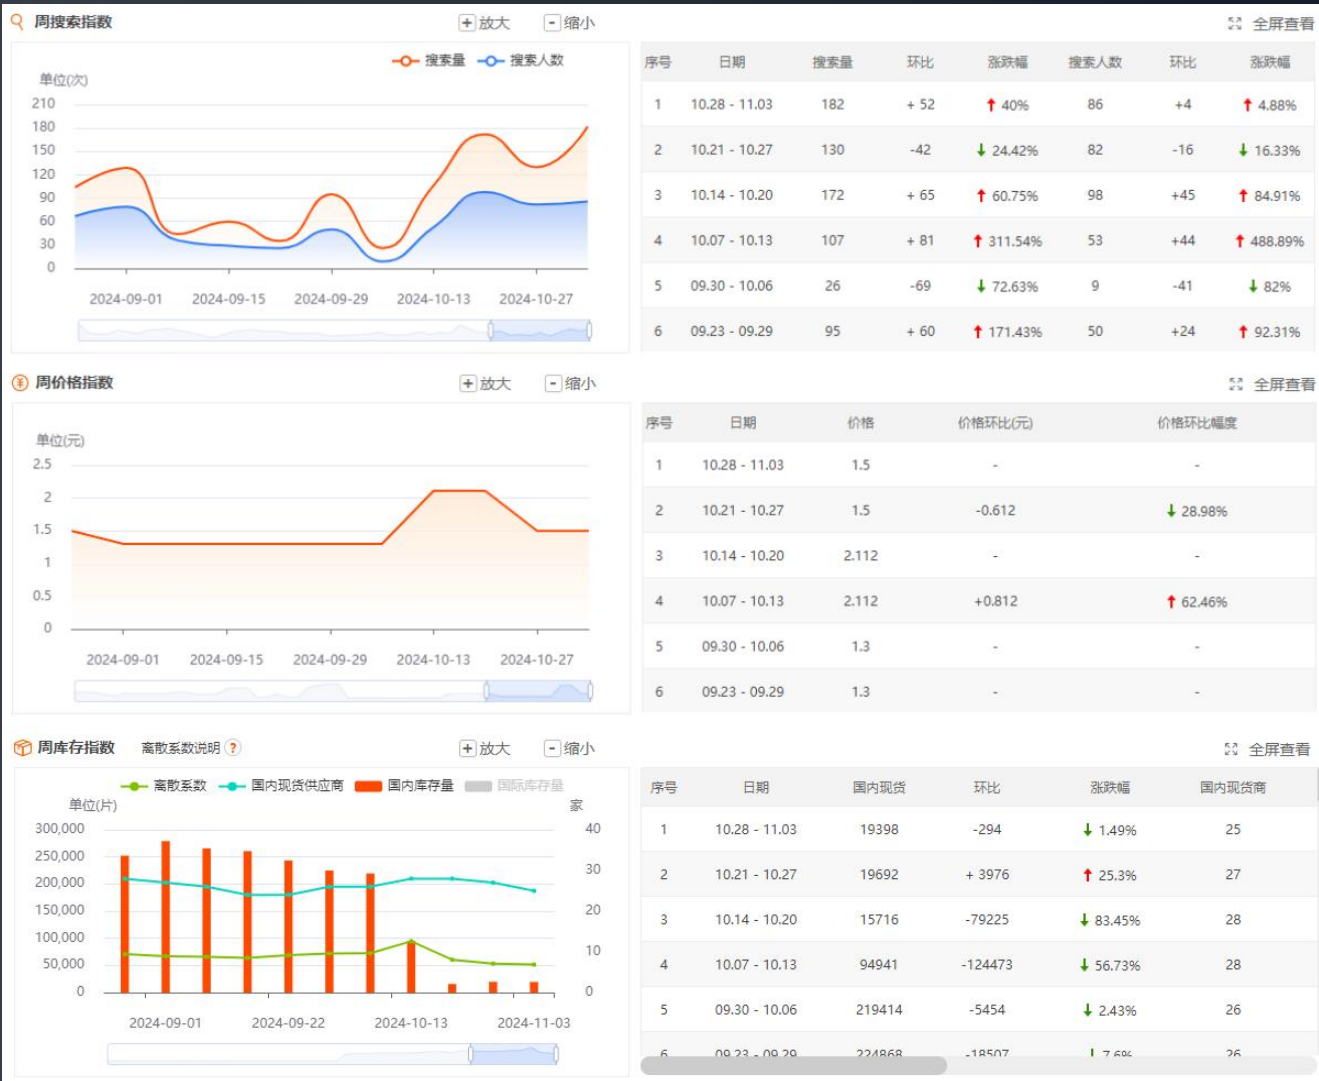 周搜索指数 + 放大 - 缩小 全屏查看
搜索量 搜索人数
单位(次)
210
180
150
120
90
60
30
0
2024-09-01 2024-09-15 2024-09-29 2024-10-13 2024-10-27
序号 日期 搜索量 环比 涨跌幅 搜索人数 环比 涨跌幅
1 10.28 - 11.03 182 + 52 ↑ 40% 86 +4 ↑ 4.88%
2 10.21 - 10.27 130 -42 ↓ 24.42% 82 -16 ↓ 16.33%
3 10.14 - 10.20 172 + 65 ↑ 60.75% 98 +45 ↑ 84.91%
4 10.07 - 10.13 107 + 81 ↑ 311.54% 53 +44 ↑ 488.89%
5 09.30 - 10.06 26 -69 ↓ 72.63% 9 -41 ↓ 82%
6 09.23 - 09.29 95 + 60 ↑ 171.43% 50 +24 ↑ 92.31%
¥ 周价格指数 + 放大 - 缩小 全屏查看
单位(元)
2.5
2
1.5
1
0.5
0
2024-09-01 2024-09-15 2024-09-29 2024-10-13 2024-10-27
序号 日期 价格 价格环比(元) 价格环比幅度
1 10.28 - 11.03 1.5 - -
2 10.21 - 10.27 1.5 -0.612 ↓ 28.98%
3 10.14 - 10.20 2.112 - -
4 10.07 - 10.13 2.112 +0.812 ↑ 62.46%
5 09.30 - 10.06 1.3 - -
6 09.23 - 09.29 1.3 - -
周库存指数 离散系数说明 ? + 放大 - 缩小 全屏查看
离散系数 国内现货供应商 国内库存量 国际库存量
单位(片) 家
300,000 40
250,000
200,000 30
150,000 20
100,000
50,000 10
0 0
2024-09-01 2024-09-22 2024-10-13 2024-11-03
序号 日期 国内现货 环比 涨跌幅 国内现货商
1 10.28 - 11.03 19398 -294 ↓ 1.49% 25
2 10.21 - 10.27 19692 + 3976 ↑ 25.3% 27
3 10.14 - 10.20 15716 -79225 ↓ 83.45% 28
4 10.07 - 10.13 94941 -124473 ↓ 56.73% 28
5 09.30 - 10.06 219414 -5454 ↓ 2.43% 26
6 09.23 - 09.29 224868 -18507 ↓ 7.6% 26